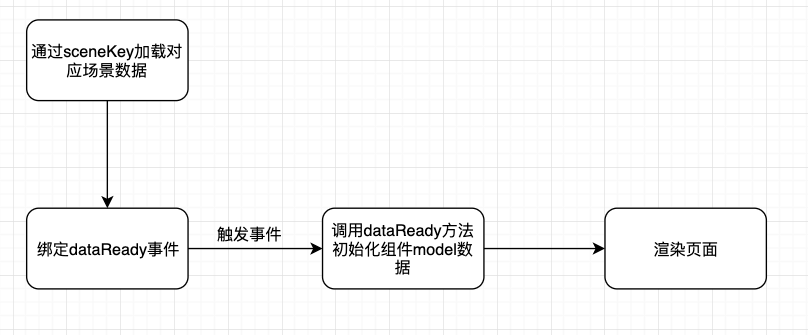 通过sceneKey加载对
应场景数据
绑定dataReady事件
触发事件
调用dataReady方法
初始化组件model数
据
渲染页面